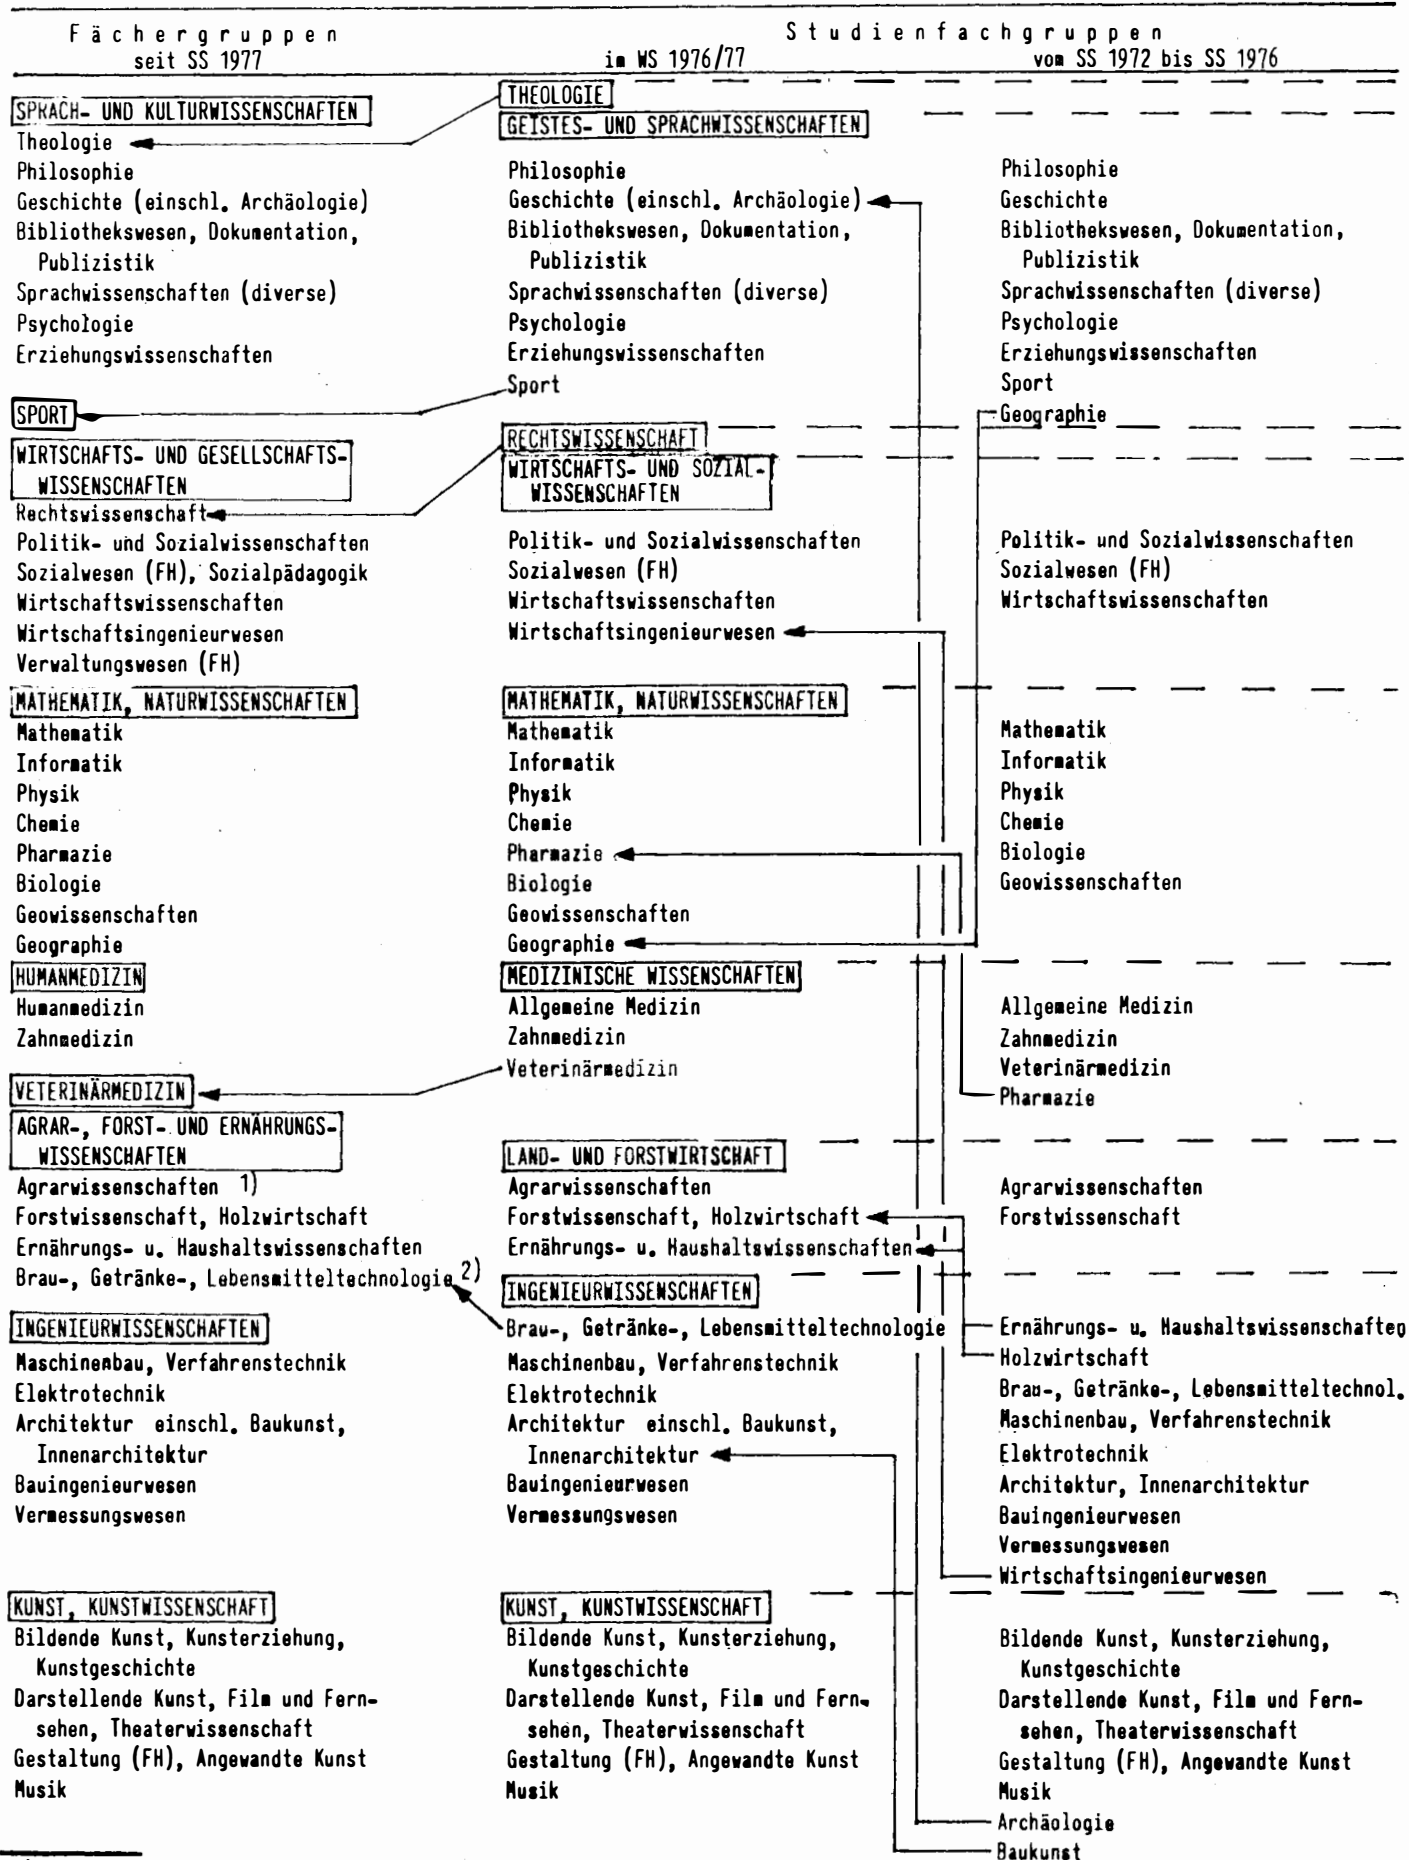 Fächergruppen
seit SS 1977
Studienfachgruppen
im WS 1976/77
vom SS 1972 bis SS 1976
SPRACH- UND KULTURWISSENSCHAFTEN
Theologie
Philosophie
Geschichte (einschl. Archäologie)
Bibliothekswesen, Dokumentation,
Publizistik
Sprachwissenschaften (diverse)
Psychologie
Erziehungswissenschaften
SPORT
WIRTSCHAFTS- UND GESELLSCHAFTS-
WISSENSCHAFTEN
Rechtswissenschaft
Politik- und Sozialwissenschaften
Sozialwesen (FH), Sozialpädagogik
Wirtschaftswissenschaften
Wirtschaftsingenieurwesen
Verwaltungswesen (FH)
MATHEMATIK, NATURWISSENSCHAFTEN
Mathematik
Informatik
Physik
Chemie
Pharmazie
Biologie
Geowissenschaften
Geographie
HUMANMEDIZIN
Humanmedizin
Zahnmedizin
VETERINÄRMEDIZIN
AGRAR-, FORST- UND ERNÄHRUNGS-
WISSENSCHAFTEN
Agrarwissenschaften 1)
Forstwissenschaft, Holzwirtschaft
Ernährungs- u. Haushaltswissenschaften
Brau-, Getränke-, Lebensmitteltechnologie 2)
INGENIEURWISSENSCHAFTEN
Maschinenbau, Verfahrenstechnik
Elektrotechnik
Architektur einschl. Baukunst,
Innenarchitektur
Bauingenieurwesen
Vermessungswesen
KUNST, KUNSTWISSENSCHAFT
Bildende Kunst, Kunsterziehung,
Kunstgeschichte
Darstellende Kunst, Film und Fern-
sehen, Theaterwissenschaft
Gestaltung (FH), Angewandte Kunst
Musik
THEOLOGIE
GEISTES- UND SPRACHWISSENSCHAFTEN
Philosophie
Geschichte (einschl. Archäologie)
Bibliothekswesen, Dokumentation,
Publizistik
Sprachwissenschaften (diverse)
Psychologie
Erziehungswissenschaften
Sport
RECHTSWISSENSCHAFT
WIRTSCHAFTS- UND SOZIAL-
WISSENSCHAFTEN
Politik- und Sozialwissenschaften
Sozialwesen (FH)
Wirtschaftswissenschaften
Wirtschaftsingenieurwesen
MATHEMATIK, NATURWISSENSCHAFTEN
Mathematik
Informatik
Physik
Chemie
Pharmazie
Biologie
Geowissenschaften
Geographie
MEDIZINISCHE WISSENSCHAFTEN
Allgemeine Medizin
Zahnmedizin
Veterinärmedizin
LAND- UND FORSTWIRTSCHAFT
Agrarwissenschaften
Forstwissenschaft, Holzwirtschaft
Ernährungs- u. Haushaltswissenschaften
INGENIEURWISSENSCHAFTEN
Brau-, Getränke-, Lebensmitteltechnologie
Maschinenbau, Verfahrenstechnik
Elektrotechnik
Architektur einschl. Baukunst,
Innenarchitektur
Bauingenieurwesen
Vermessungswesen
KUNST, KUNSTWISSENSCHAFT
Bildende Kunst, Kunsterziehung,
Kunstgeschichte
Darstellende Kunst, Film und Fern-
sehen, Theaterwissenschaft
Gestaltung (FH), Angewandte Kunst
Musik
Philosophie
Geschichte
Bibliothekswesen, Dokumentation,
Publizistik
Sprachwissenschaften (diverse)
Psychologie
Erziehungswissenschaften
Sport
Geographie
Politik- und Sozialwissenschaften
Sozialwesen (FH)
Wirtschaftswissenschaften
Mathematik
Informatik
Physik
Chemie
Biologie
Geowissenschaften
Allgemeine Medizin
Zahnmedizin
Veterinärmedizin
Pharmazie
Agrarwissenschaften
Forstwissenschaft
Ernährungs- u. Haushaltswissenschaften
Holzwirtschaft
Brau-, Getränke-, Lebensmitteltechnol.
Maschinenbau, Verfahrenstechnik
Elektrotechnik
Architektur, Innenarchitektur
Bauingenieurwesen
Vermessungswesen
Wirtschaftsingenieurwesen
Bildende Kunst, Kunsterziehung,
Kunstgeschichte
Darstellende Kunst, Film und Fern-
sehen, Theaterwissenschaft
Gestaltung (FH), Angewandte Kunst
Musik
Archäologie
Baukunst